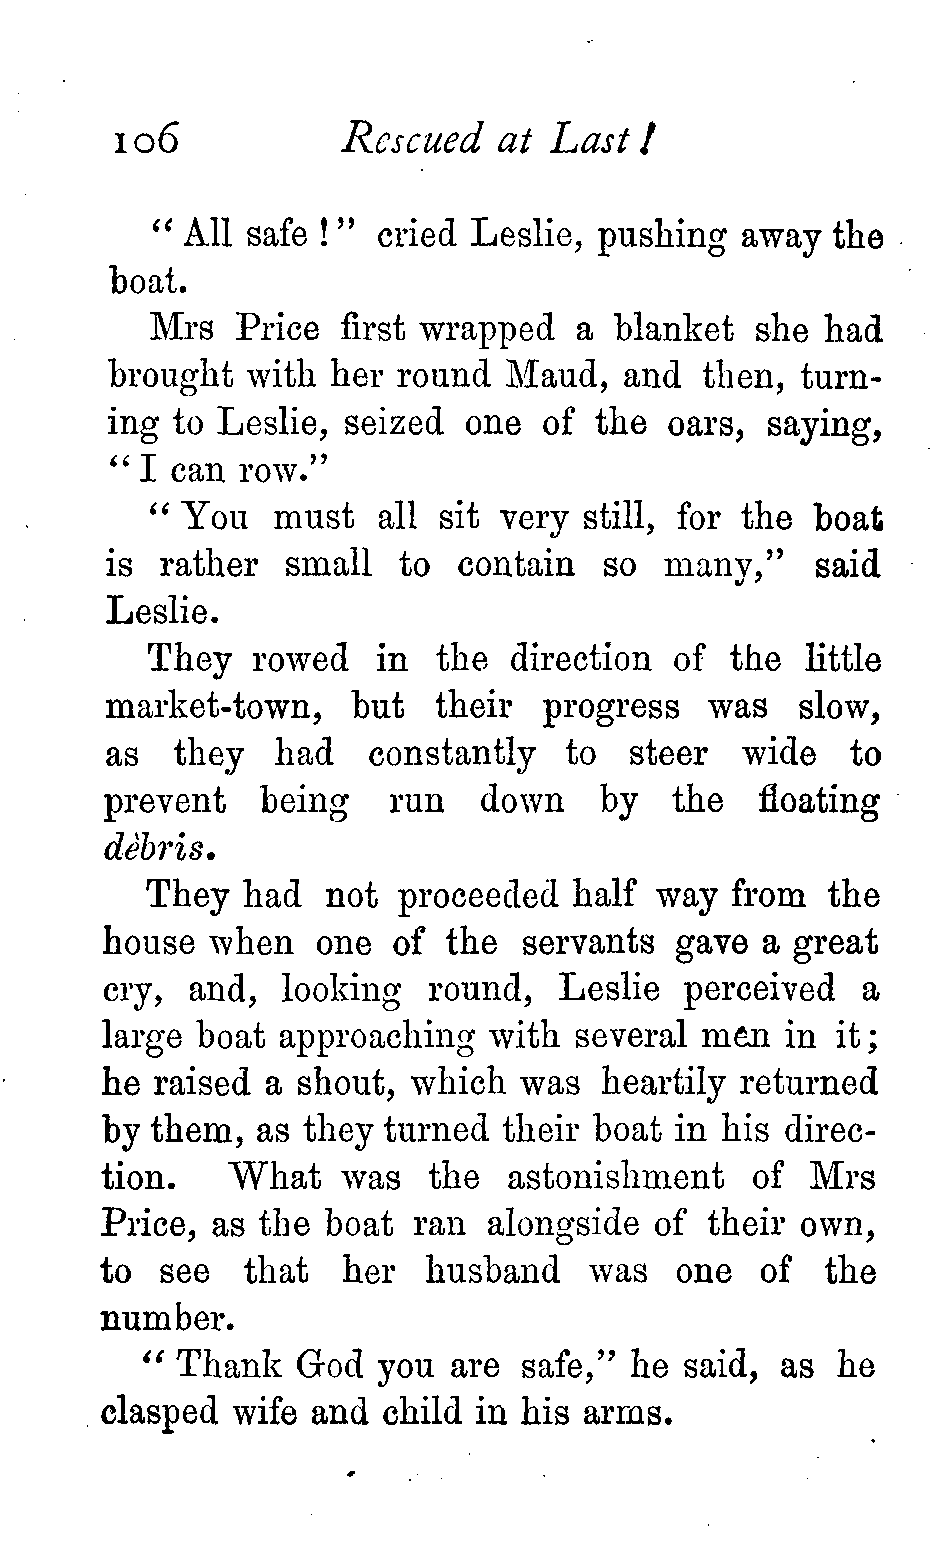 106 Rescued at Last!
“All safe!” cried Leslie, pushing away the
boat.
Mrs Price first wrapped a blanket she had
brought with her round Maud, and then, turn-
ing to Leslie, seized one of the oars, saying,
“I can row.”
“You must all sit very still, for the boat
is rather small to contain so many,” said
Leslie.
They rowed in the direction of the little
market-town, but their progress was slow,
as they had constantly to steer wide to
prevent being run down by the floating
dèbris.
They had not proceeded half way from the
house when one of the servants gave a great
cry, and, looking round, Leslie perceived a
large boat approaching with several men in it;
he raised a shout, which was heartily returned
by them, as they turned their boat in his direc-
tion. What was the astonishment of Mrs
Price, as the boat ran alongside of their own,
to see that her husband was one of the
number.
“Thank God you are safe,” he said, as he
clasped wife and child in his arms.